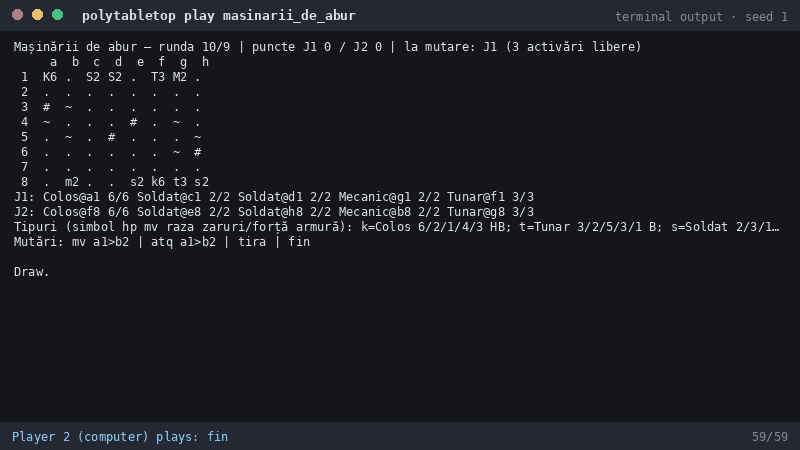 polytabletop play masinarii_de_abur
terminal output · seed 1
Mașinării de abur — runda 10/9 | puncte J1 0 / J2 0 | la mutare: J1 (3 activări libere)
a b c d e f g h
1 K6 . S2 S2 . T3 M2 .
2 . . . . . . . .
3 # ~ . . . . . .
4 ~ . . . # . ~ .
5 . ~ . # . . . ~
6 . . . . . . ~ #
7 . . . . . . . .
8 . m2 . . s2 k6 t3 s2
J1: Colos@a1 6/6 Soldat@c1 2/2 Soldat@d1 2/2 Mecanic@g1 2/2 Tunar@f1 3/3
J2: Colos@f8 6/6 Soldat@e8 2/2 Soldat@h8 2/2 Mecanic@b8 2/2 Tunar@g8 3/3
Tipuri (simbol hp mv raza zaruri/forță armură): k=Colos 6/2/1/4/3 HB; t=Tunar 3/2/5/3/1 B; s=Soldat 2/3/1…
Mutări: mv a1>b2 | atq a1>b2 | tira | fin
Draw.
Player 2 (computer) plays: fin
59/59